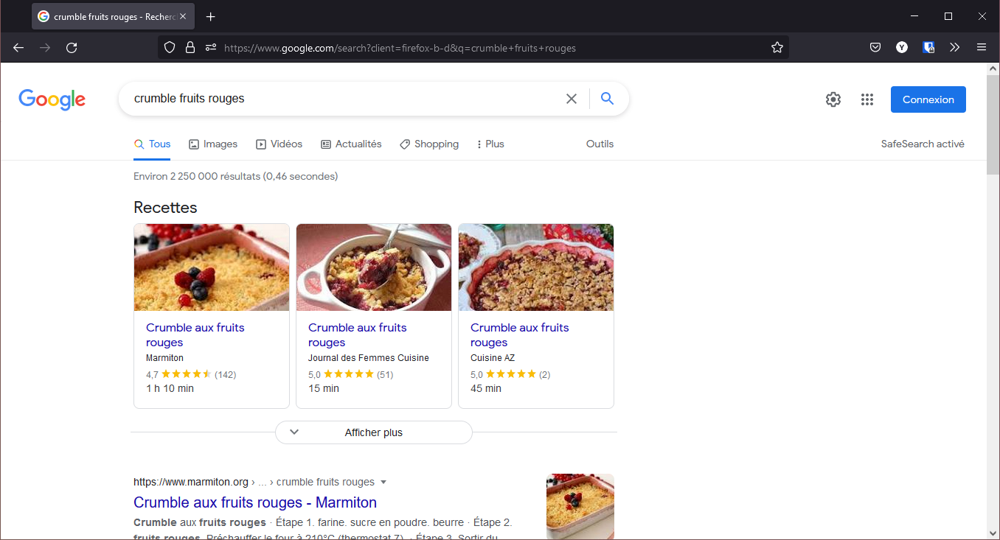 crumble fruits rouges - Recherc
https://www.google.com/search?client=firefox-b-d&q=crumble+fruits+rouges
Y
Google
crumble fruits rouges
Connexion
Tous
Images
Vidéos
Actualités
Shopping
Plus
Outils
SafeSearch activé
Environ 2 250 000 résultats (0,46 secondes)
Recettes
Crumble aux fruits
rouges
Marmiton
4,7 (142)
1 h 10 min
Crumble aux fruits
rouges
Journal des Femmes Cuisine
5,0 (51)
15 min
Crumble aux fruits
rouges
Cuisine AZ
5,0 (2)
45 min
Afficher plus
https://www.marmiton.org › ... › crumble fruits rouges
Crumble aux fruits rouges - Marmiton
Crumble aux fruits rouges · Étape 1. farine. sucre en poudre. beurre · Étape 2.
fruits rouges. Préchauffer le four à 210°C (thermostat 7). · Étape 3. Sortir du